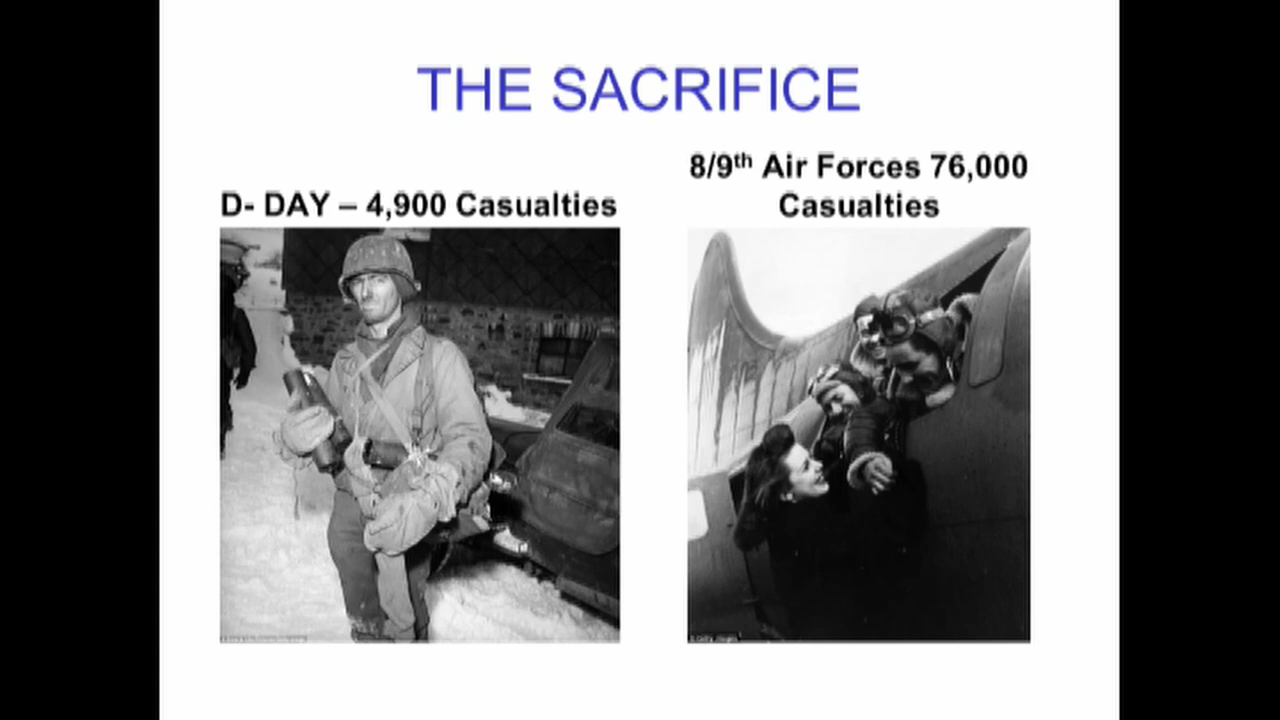 THE SACRIFICE
D- DAY – 4,900 Casualties
8/9th Air Forces 76,000
Casualties